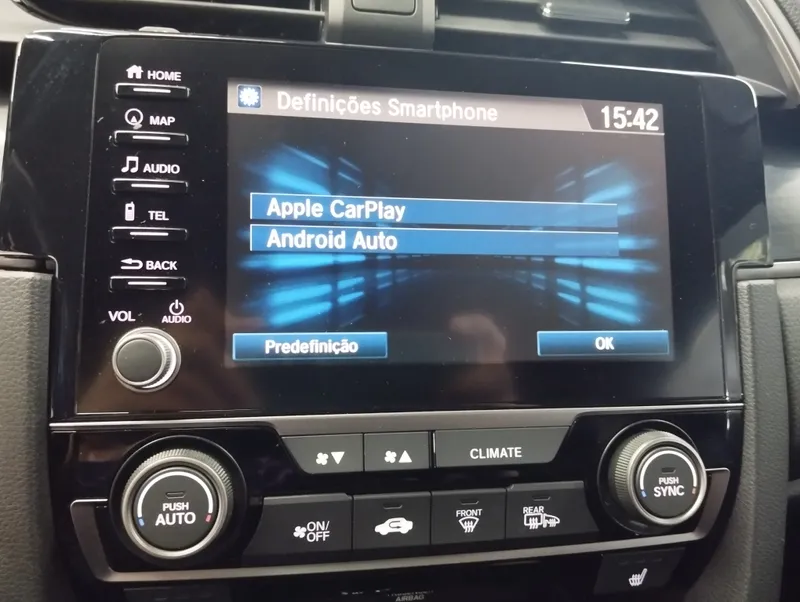 HOME
MAP
AUDIO
TEL
BACK
VOL
AUDIO
Definições Smartphone
15:42
Apple CarPlay
Android Auto
Predefinição
OK
CLIMATE
PUSH
AUTO
ON/
OFF
FRONT
REAR
PUSH
SYNC
AIRBAG